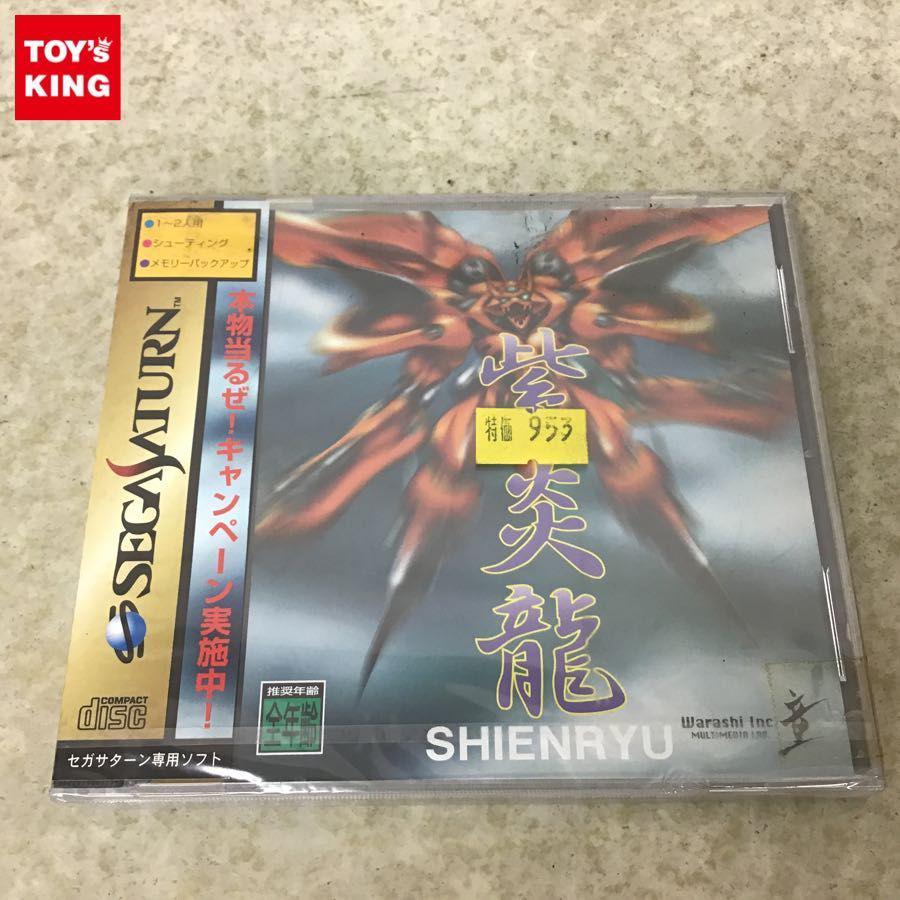 TOY's
KING
1～2人用
シューティング
メモリーバックアップ
SEGA SATURN™
本物当るぜ！キャンペーン実施中！
紫炎龍
特価 953
COMPACT
disc
推奨年齢
全年齢
SHIENRYU
Warashi Inc
MULTIMEDIA LAB.
童
セガサターン専用ソフト